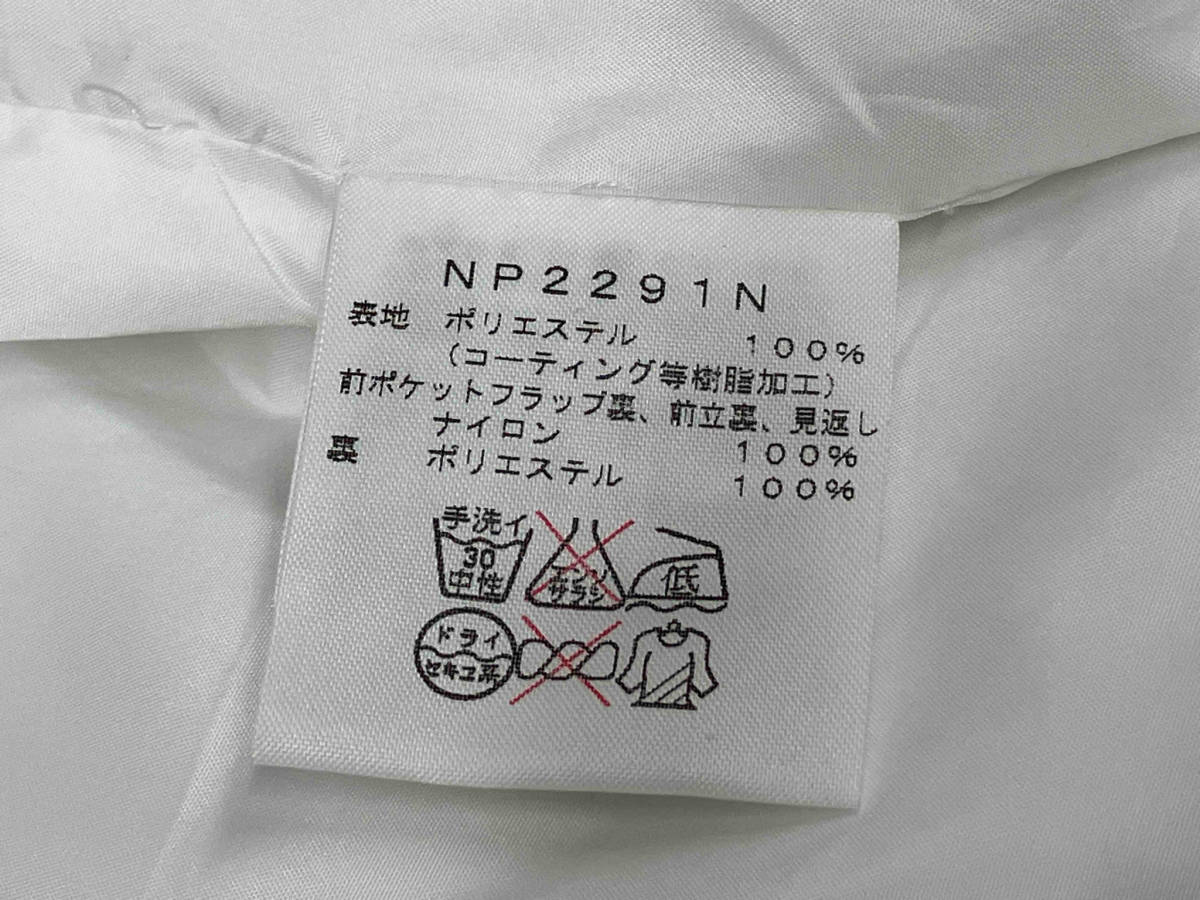 NP2291N
表地 ポリエステル 100%
(コーティング等樹脂加工)
前ポケットフラップ裏、前立裏、見返し
ナイロン 100%
裏 ポリエステル 100%
手洗イ
30
中性
エンソ
サラシ
低
ドライ
セキユ系